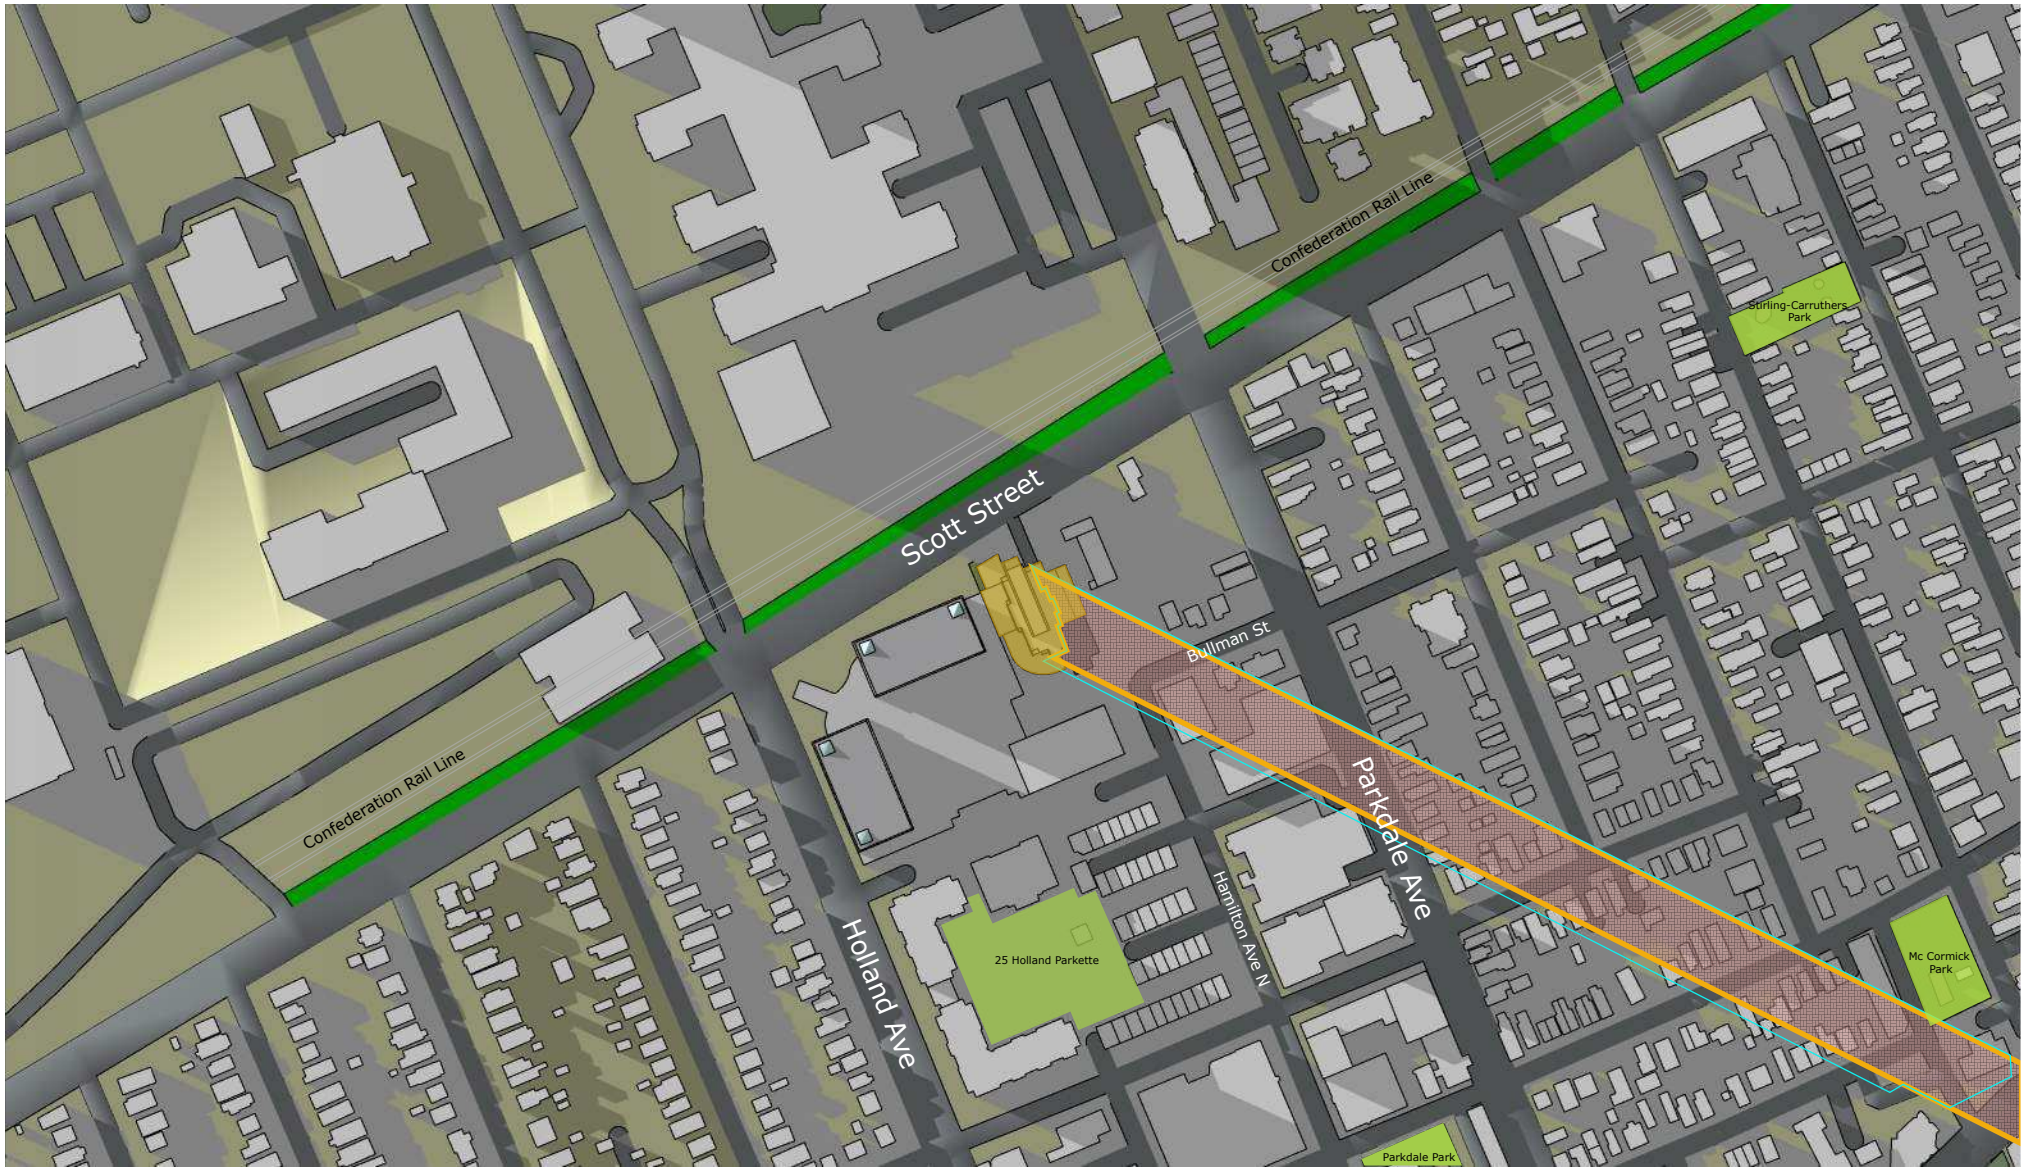 Confederation Rail Line
Stirling-Carruthers
Park
Scott Street
Bullman St
Confederation Rail Line
Parkdale Ave
Hamilton Ave N
Holland Ave
25 Holland Parkette
Mc Cormick
Park
Parkdale Park